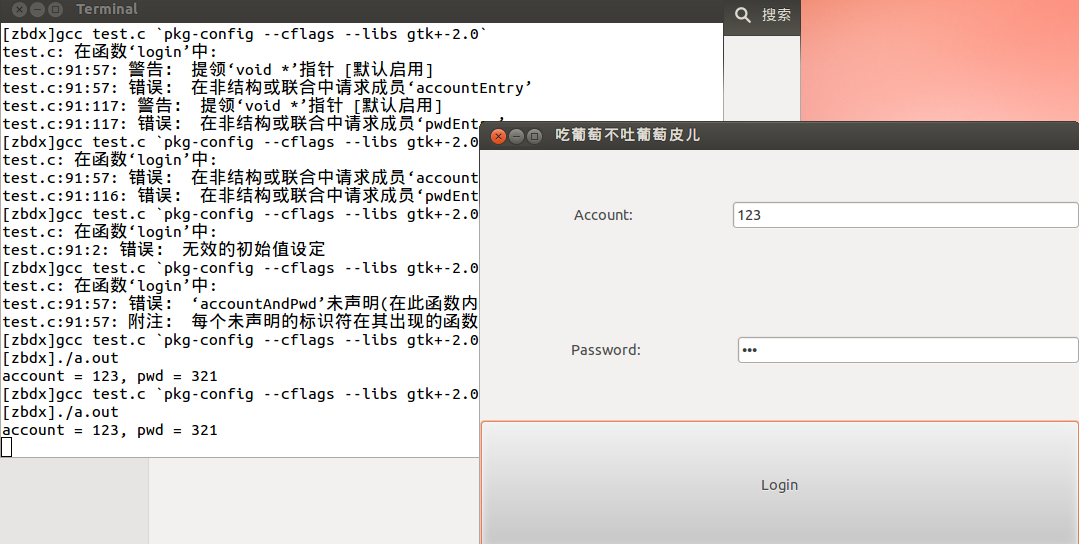 Terminal
搜索
[zbdx]gcc test.c `pkg-config --cflags --libs gtk+-2.0`
test.c: 在函数‘login’中:
test.c:91:57: 警告: 提领‘void *’指针 [默认启用]
test.c:91:57: 错误: 在非结构或联合中请求成员‘accountEntry’
test.c:91:117: 警告: 提领‘void *’指针 [默认启用]
test.c:91:117: 错误: 在非结构或联合中请求成员‘pwdEntry’
[zbdx]gcc test.c `pkg-config --cflags --libs gtk+-2.0
test.c: 在函数‘login’中:
test.c:91:57: 错误: 在非结构或联合中请求成员‘account
test.c:91:116: 错误: 在非结构或联合中请求成员‘pwdEnt
[zbdx]gcc test.c `pkg-config --cflags --libs gtk+-2.0
test.c: 在函数‘login’中:
test.c:91:2: 错误: 无效的初始值设定
[zbdx]gcc test.c `pkg-config --cflags --libs gtk+-2.0
test.c: 在函数‘login’中:
test.c:91:57: 错误: ‘accountAndPwd’未声明(在此函数内
test.c:91:57: 附注: 每个未声明的标识符在其出现的函数
[zbdx]gcc test.c `pkg-config --cflags --libs gtk+-2.0
[zbdx]./a.out
account = 123, pwd = 321
[zbdx]gcc test.c `pkg-config --cflags --libs gtk+-2.0
[zbdx]./a.out
account = 123, pwd = 321
吃葡萄不吐葡萄皮儿
Account:
123
Password:
•••
Login